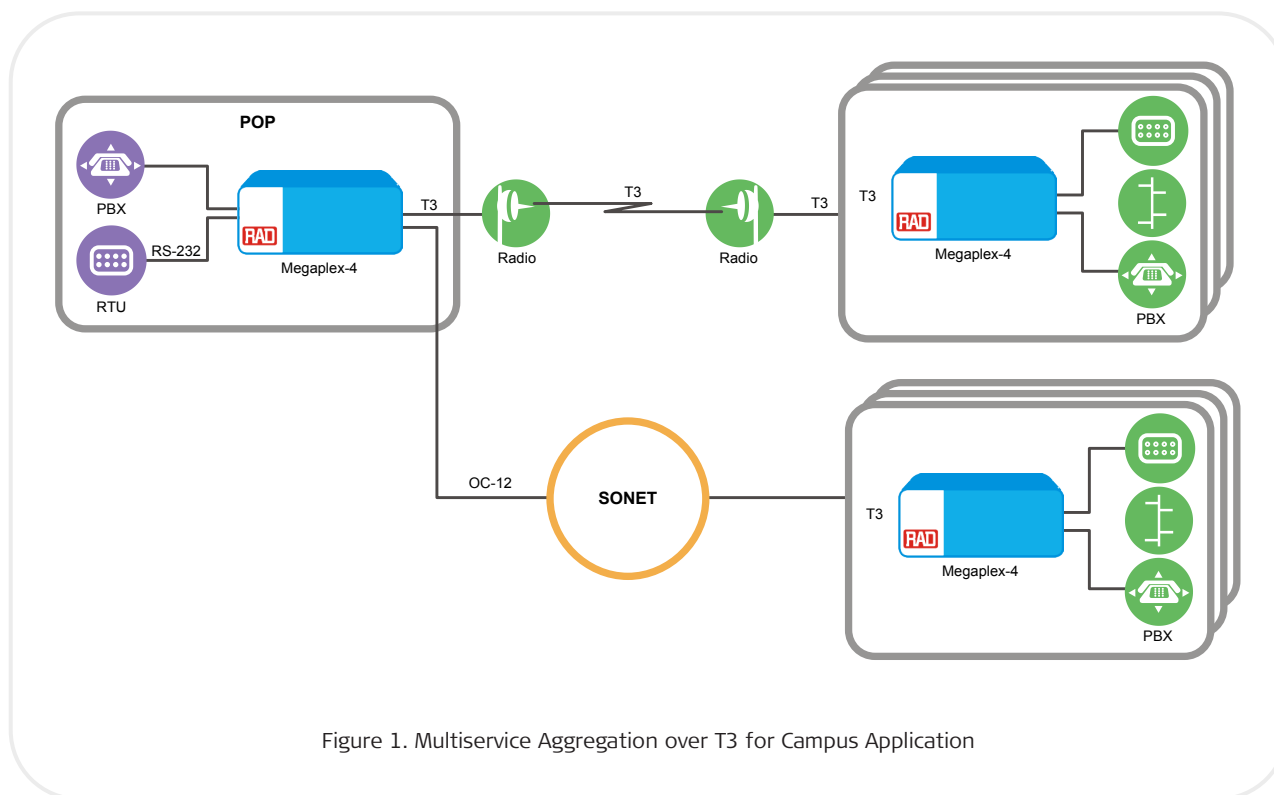 POP
PBX
RS-232
RTU
RAD
Megaplex-4
T3
Radio
T3
Radio
T3
T3
RAD
Megaplex-4
PBX
OC-12
SONET
T3
RAD
Megaplex-4
PBX
Figure 1. Multiservice Aggregation over T3 for Campus Application